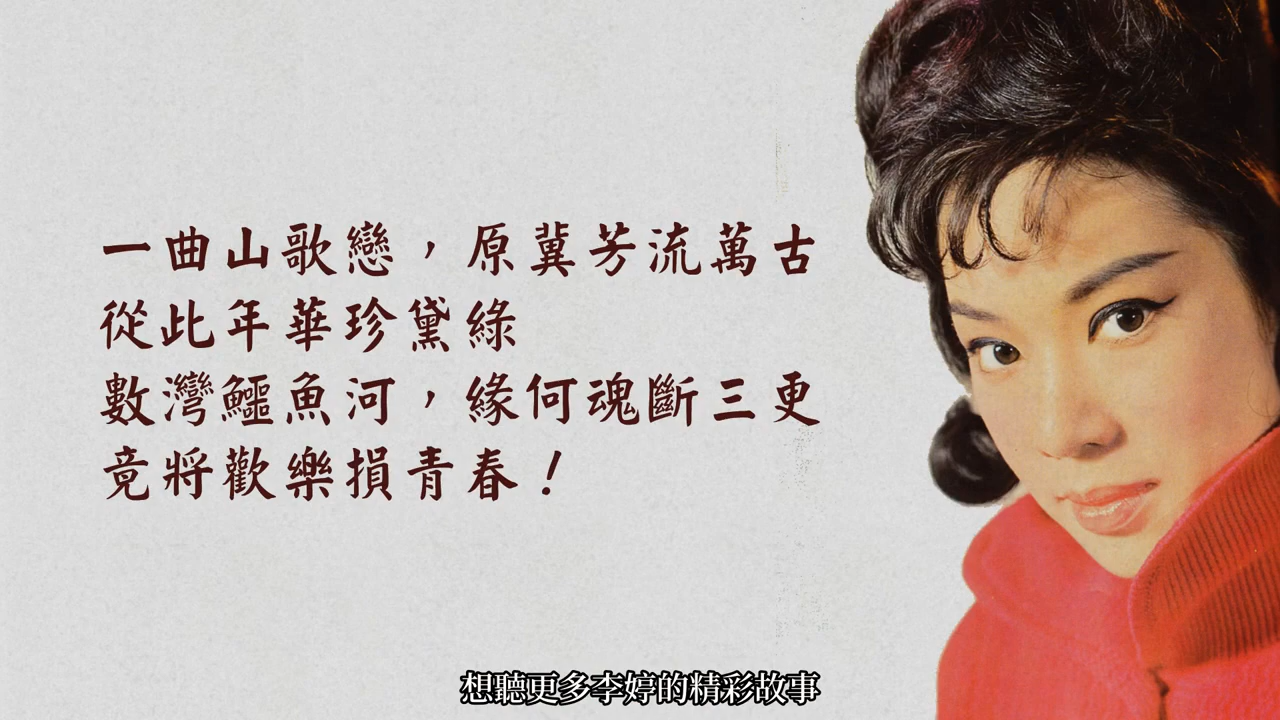 一曲山歌戀，原冀芳流萬古
從此年華珍黛綠
數灣鱷魚河，緣何魂斷三更
竟將歡樂損青春！
想聽更多李婷的精彩故事